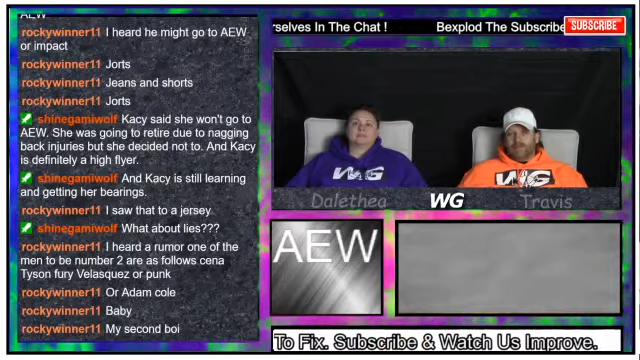 AEW
rockywinner11 I heard he might go to AEW
or impact
rockywinner11 Jorts
rockywinner11 Jeans and shorts
rockywinner11 Jorts
shinegamiwolf Kacy said she won't go to
AEW. She was going to retire due to nagging
back injuries but she decided not to. And Kacy
is definitely a high flyer.
shinegamiwolf And Kacy is still learning
and getting her bearings.
rockywinner11 I saw that to a jersey
shinegamiwolf What about lies???
rockywinner11 I heard a rumor one of the
men to be number 2 are as follows cena
Tyson fury Velasquez or punk
rockywinner11 Or Adam cole
rockywinner11 Baby
rockywinner11 My second boi
rselves In The Chat ! Bexplod The Subscribe
SUBSCRIBE
WG
WG
Dalethea WG Travis
AEW
To Fix. Subscribe & Watch Us Improve.